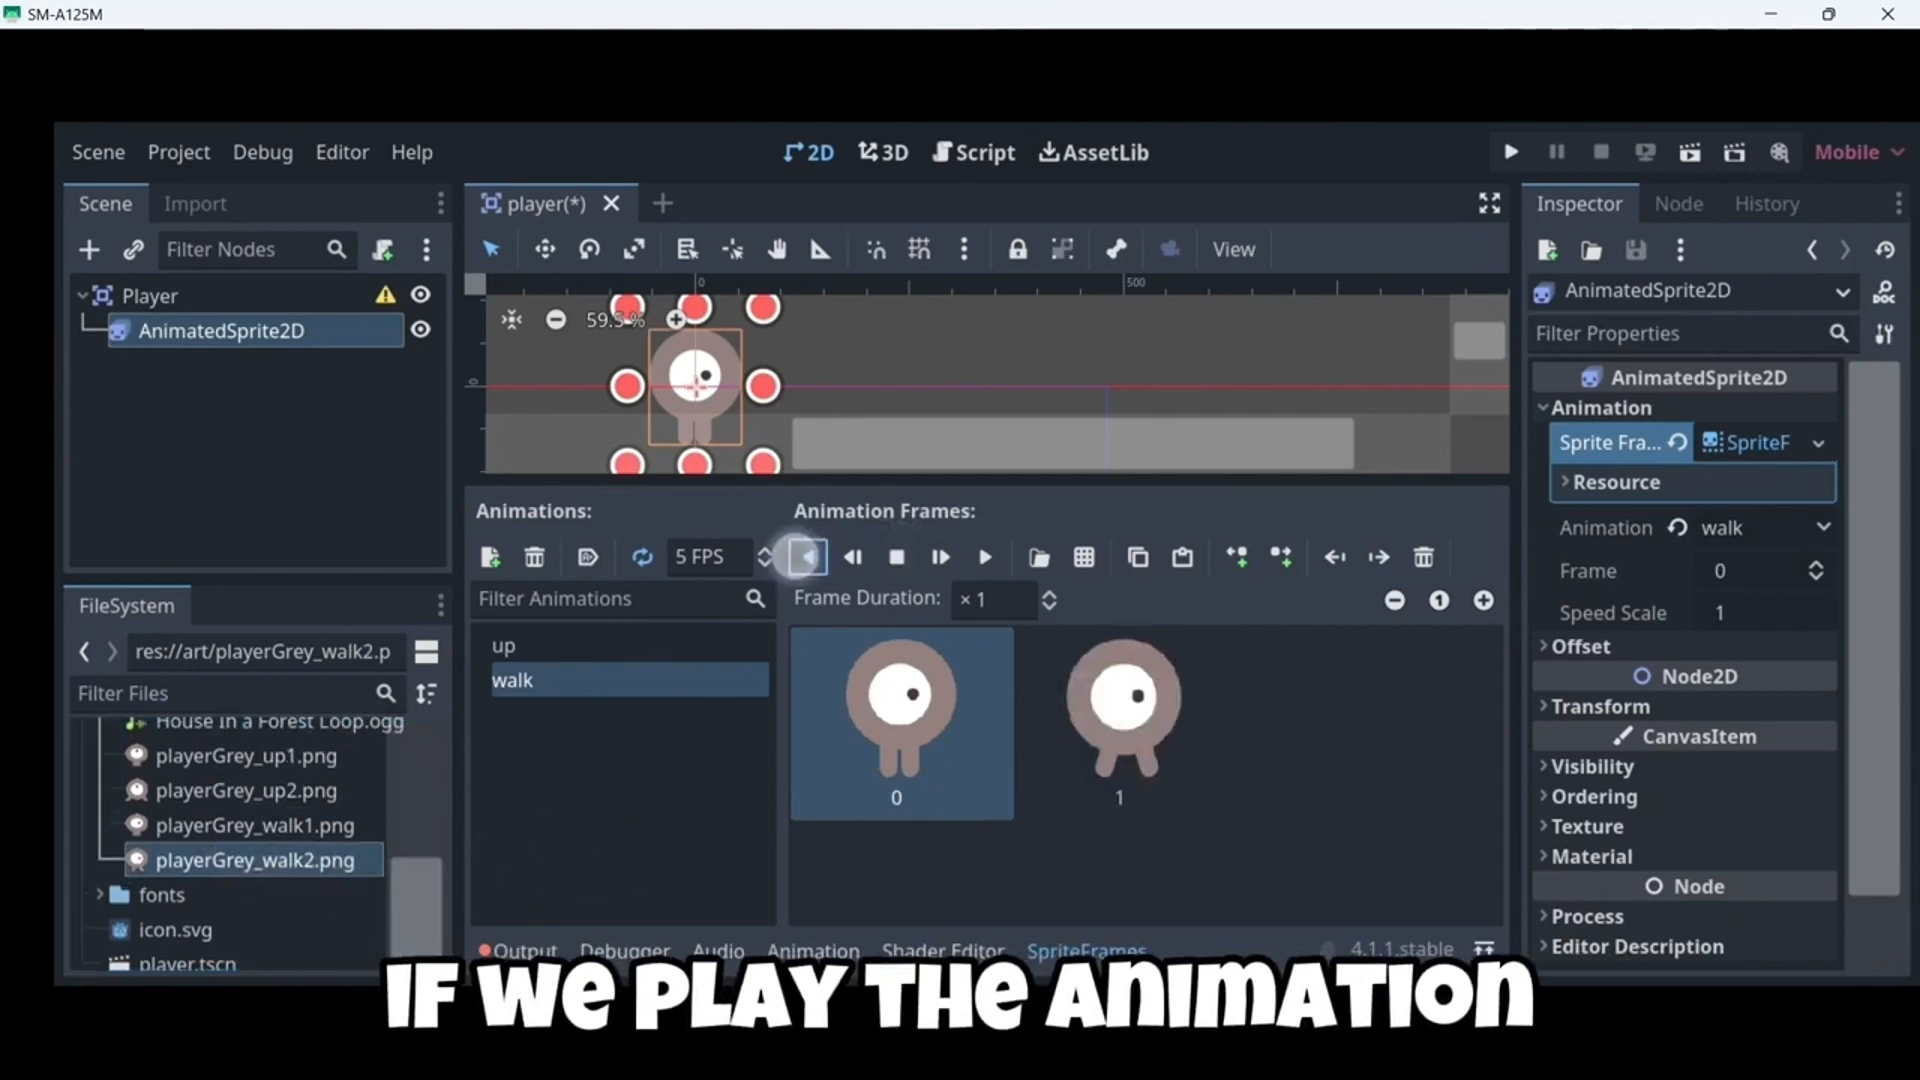 SM-A125M
Scene Project Debug Editor Help
2D 3D Script AssetLib
Mobile
Scene Import
player(*)
Inspector Node History
Filter Nodes
View
Player
AnimatedSprite2D
0 500
59.5 %
0
AnimatedSprite2D
Filter Properties
AnimatedSprite2D
Animation
Sprite Fra... SpriteF
Resource
Animation walk
Frame 0
Speed Scale 1
Offset
Node2D
Transform
CanvasItem
Visibility
Ordering
Texture
Material
Node
Process
Editor Description
Animations:
Animation Frames:
5 FPS
Filter Animations
Frame Duration: × 1
1
up
walk
0
1
FileSystem
res://art/playerGrey_walk2.p
Filter Files
House In a Forest Loop.ogg
playerGrey_up1.png
playerGrey_up2.png
playerGrey_walk1.png
playerGrey_walk2.png
fonts
icon.svg
player.tscn
Output Debugger Audio Animation Shader Editor SpriteFrames 4.1.1.stable
IF WE PLAY THE ANIMATION